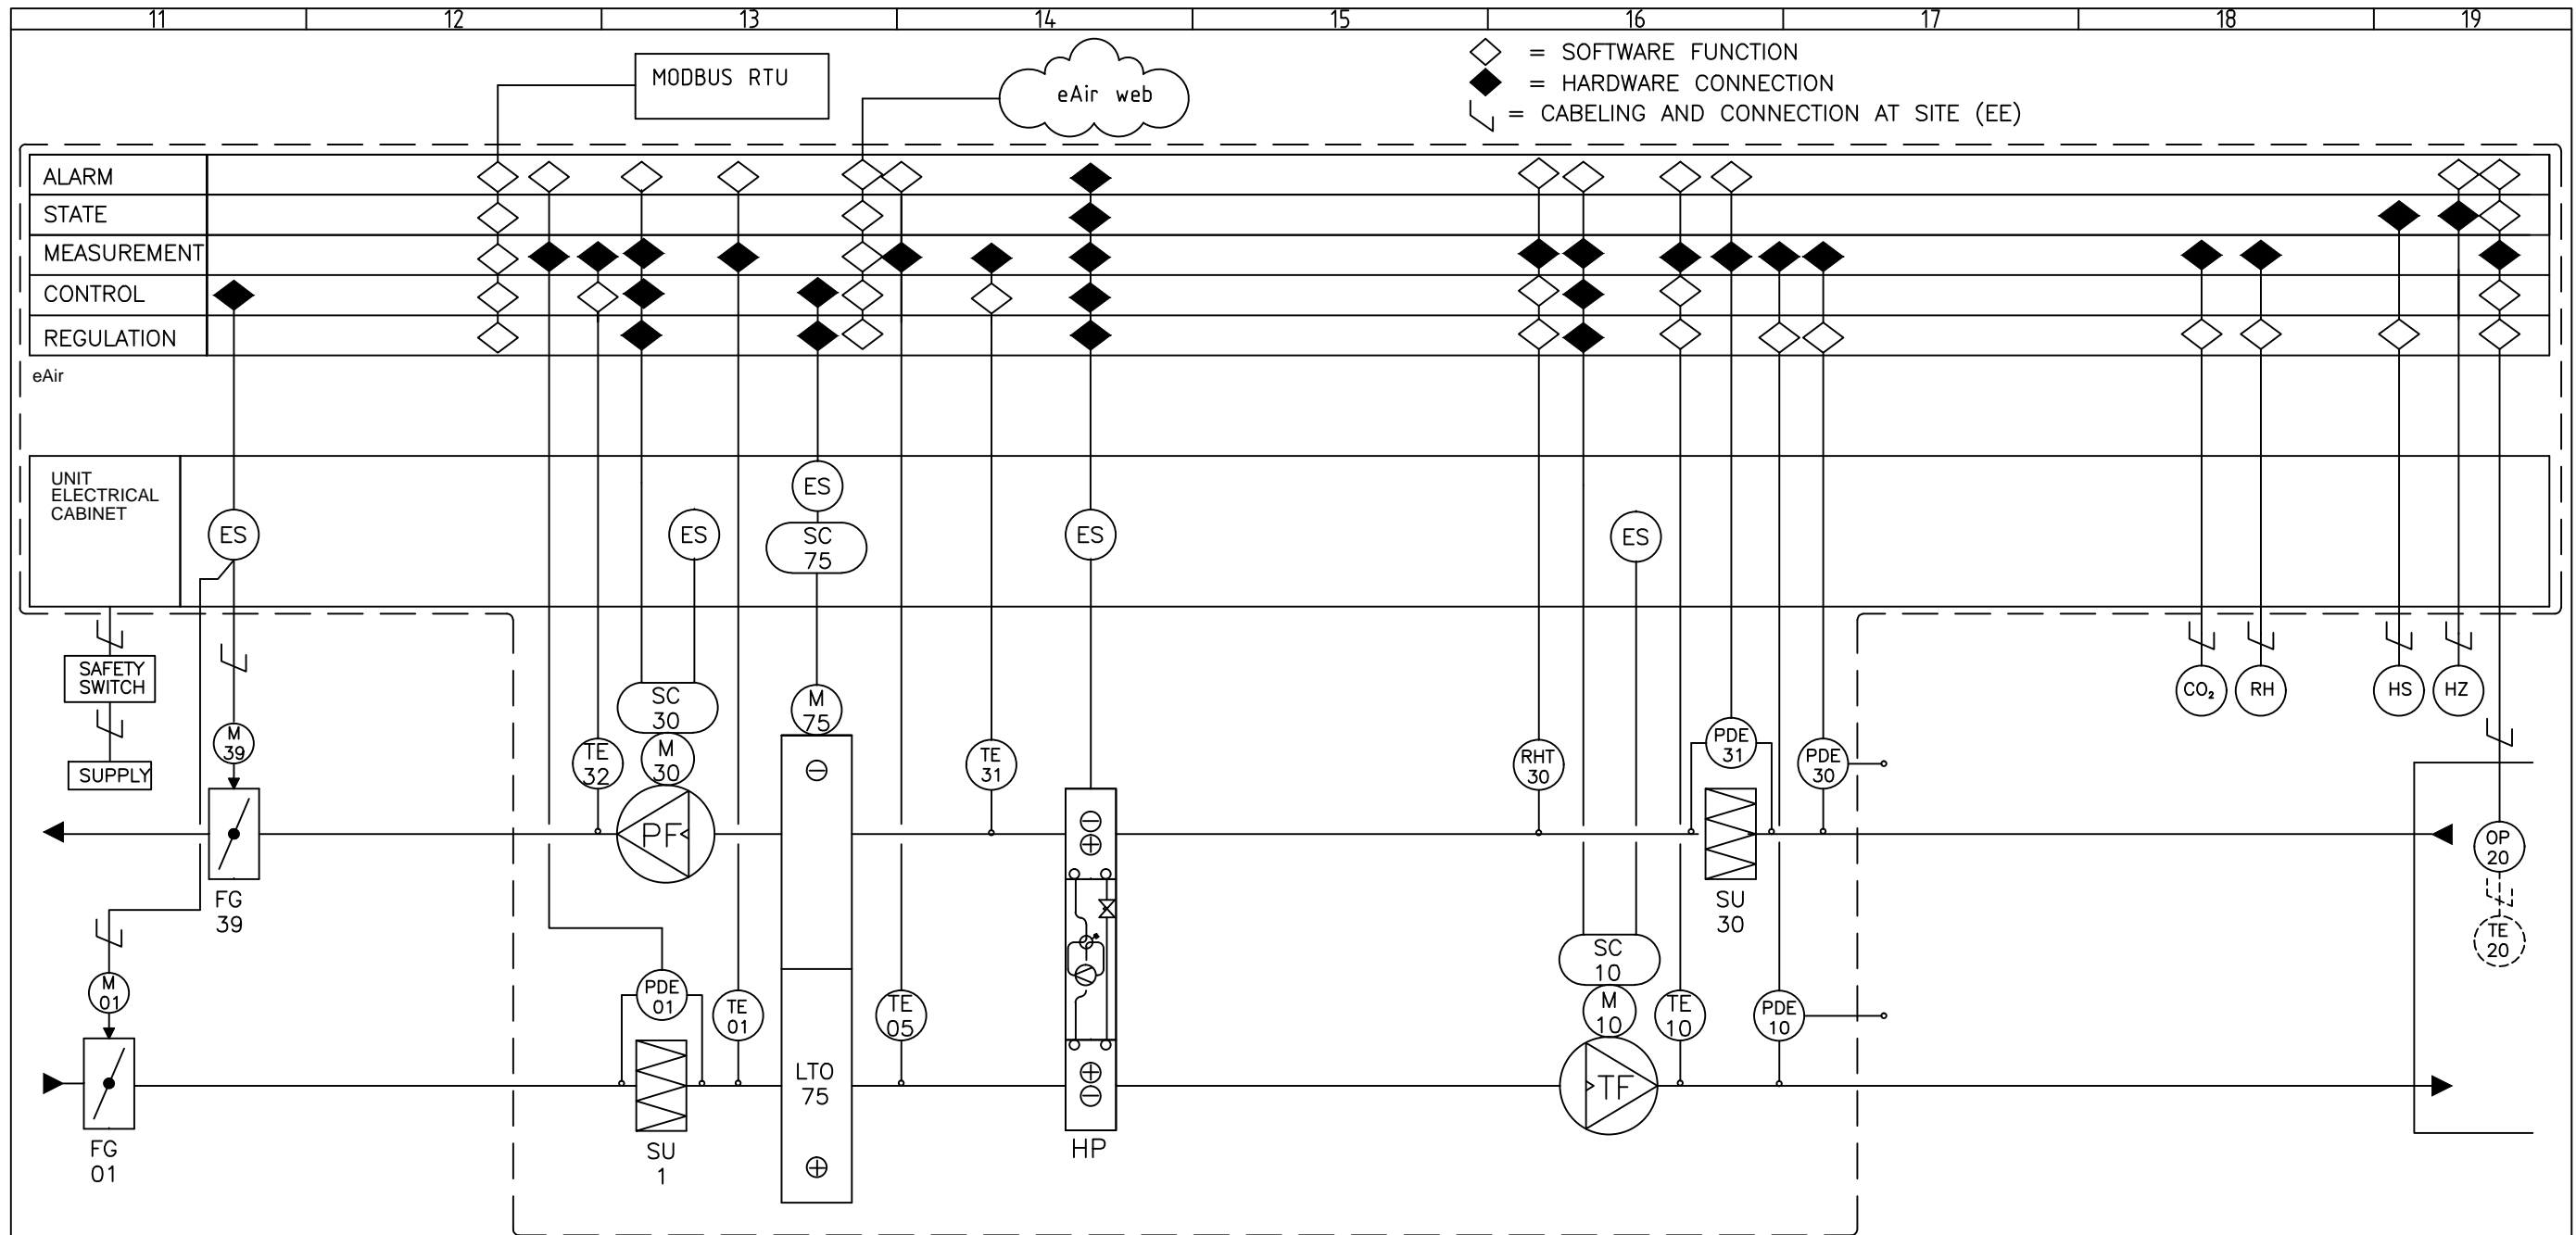 11 12 13 14 15 16 17 18 19
MODBUS RTU
eAir web
= SOFTWARE FUNCTION
= HARDWARE CONNECTION
= CABELING AND CONNECTION AT SITE (EE)
ALARM
STATE
MEASUREMENT
CONTROL
REGULATION
eAir
UNIT
ELECTRICAL
CABINET
ES
ES
ES
SC
75
ES
ES
SAFETY
SWITCH
SUPPLY
M
39
TE
32
SC
30
M
30
M
75
TE
31
RHT
30
PDE
31
PDE
30
CO₂
RH
HS
HZ
PF
FG
39
SU
30
OP
20
TE
20
M
01
PDE
01
TE
01
TE
05
SC
10
M
10
TE
10
PDE
10
LTO
75
TF
FG
01
SU
1
HP